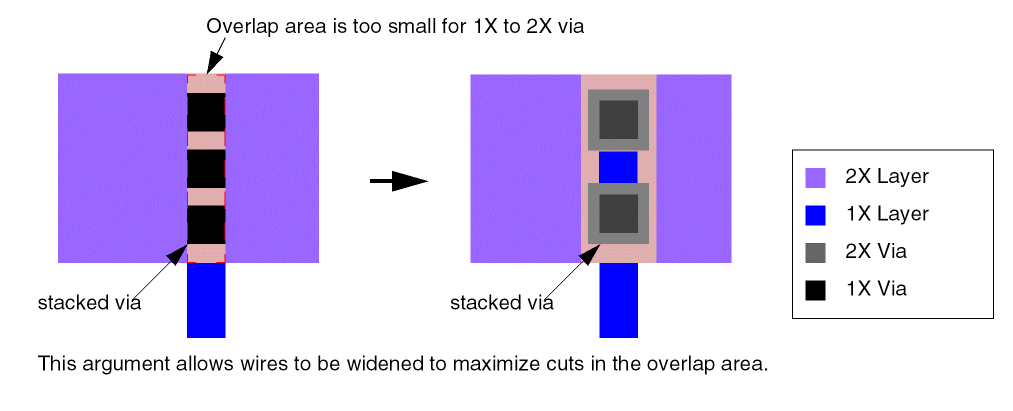 Overlap area is too small for 1X to 2X via
2X Layer
1X Layer
2X Via
1X Via
stacked via
stacked via
This argument allows wires to be widened to maximize cuts in the overlap area.